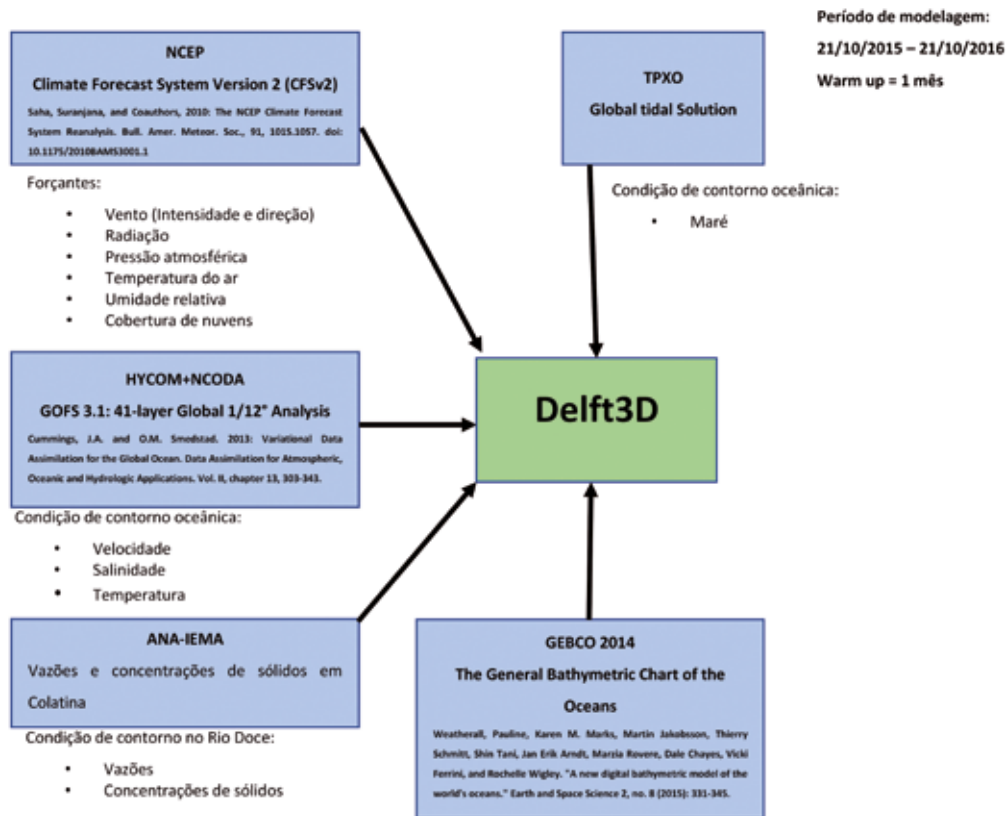 Período de modelagem:
21/10/2015 – 21/10/2016
Warm up = 1 mês
NCEP
Climate Forecast System Version 2 (CFSv2)
Saha, Suranjana, and Coauthors, 2010: The NCEP Climate Forecast
System Reanalysis. Bull. Amer. Meteor. Soc., 91, 1015.1057. doi:
10.1175/2010BAMS3001.1
Forçantes:
• Vento (Intensidade e direção)
• Radiação
• Pressão atmosférica
• Temperatura do ar
• Umidade relativa
• Cobertura de nuvens
TPXO
Global tidal Solution
Condição de contorno oceânica:
• Maré
HYCOM+NCODA
GOFS 3.1: 41-layer Global 1/12° Analysis
Cummings, J.A. and O.M. Smedstad. 2013: Variational Data
Assimilation for the Global Ocean. Data Assimilation for Atmospheric,
Oceanic and Hydrologic Applications. Vol. II, chapter 13, 303-343.
Condição de contorno oceânica:
• Velocidade
• Salinidade
• Temperatura
Delft3D
ANA-IEMA
Vazões e concentrações de sólidos em
Colatina
Condição de contorno no Rio Doce:
• Vazões
• Concentrações de sólidos
GEBCO 2014
The General Bathymetric Chart of the
Oceans
Weatherall, Pauline, Karen M. Marks, Martin Jakobsson, Thierry
Schmitt, Shin Tani, Jan Erik Arndt, Marzia Rovere, Dale Chayes, Vicki
Ferrini, and Rochelle Wigley. "A new digital bathymetric model of the
world's oceans." Earth and Space Science 2, no. 8 (2015): 331-345.